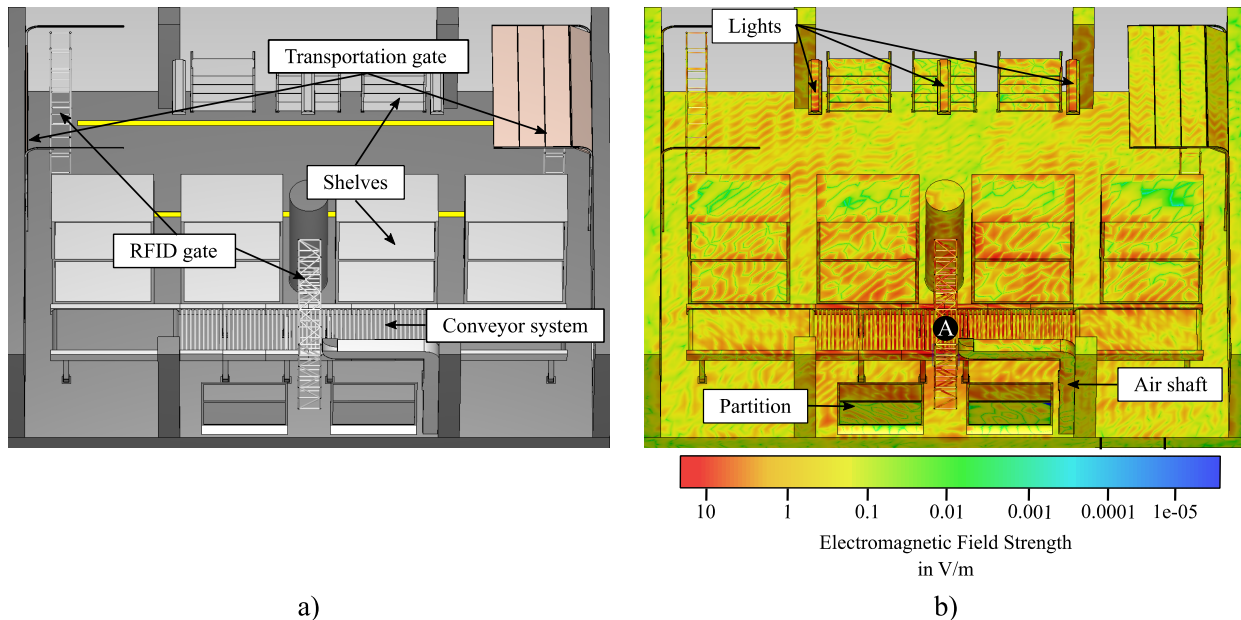 Transportation gate
Shelves
RFID gate
Conveyor system
a)
Lights
A
Air shaft
Partition
10 1 0.1 0.01 0.001 0.0001 1e-05
Electromagnetic Field Strength
in V/m
b)